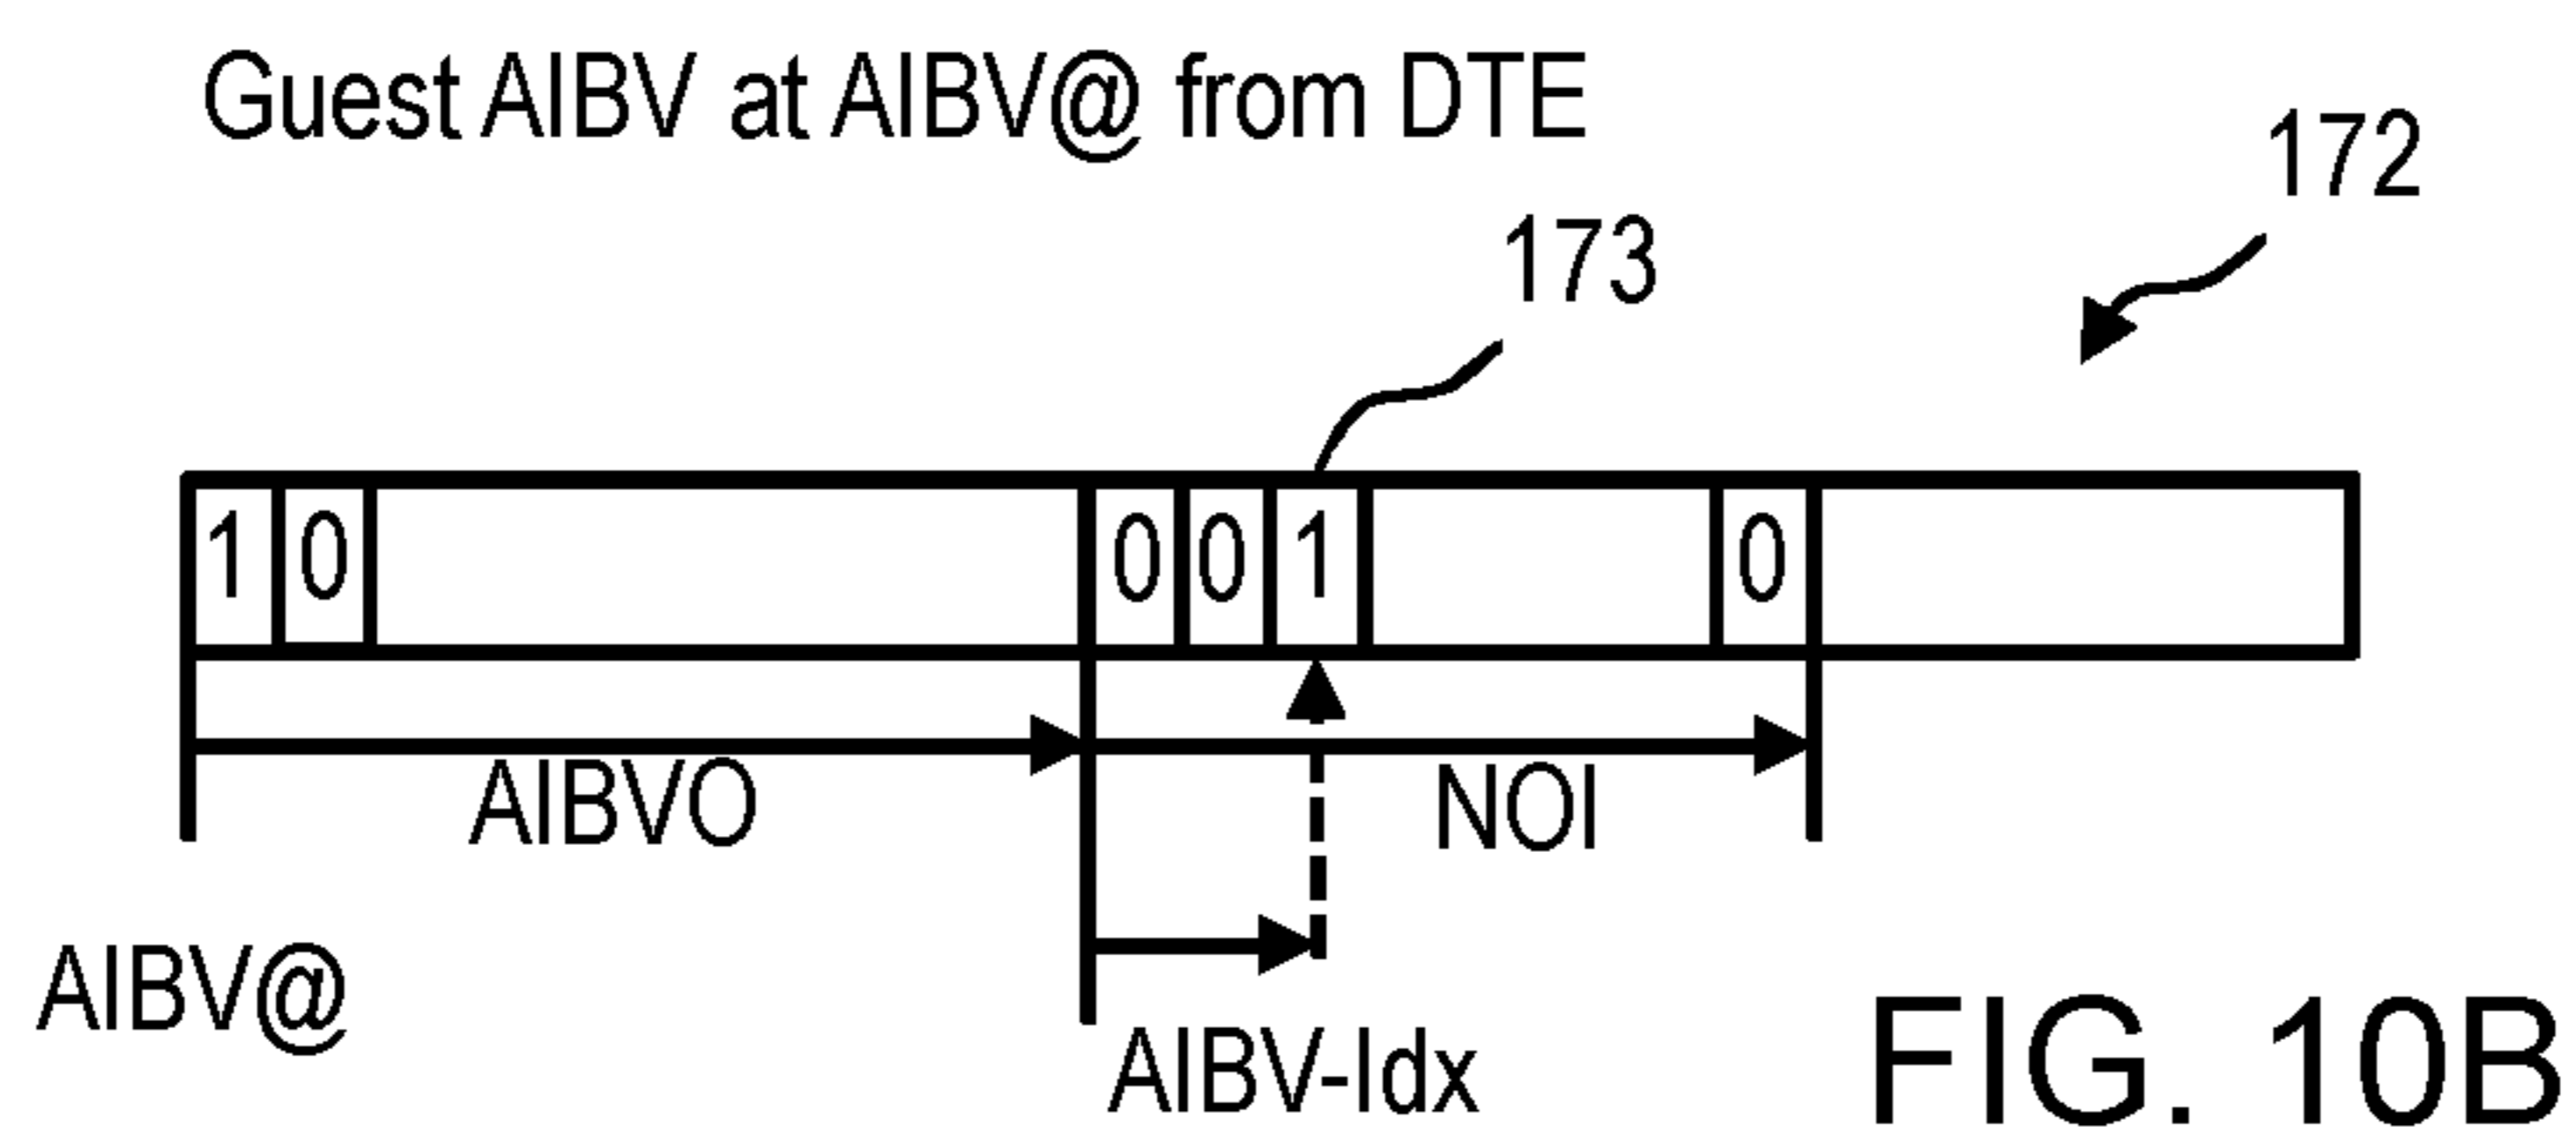 Guest AIBV at AIBV@ from DTE
172
173
1 0 0 0 1 0
AIBVO
NOI
AIBV@
AIBV-Idx
FIG. 10B